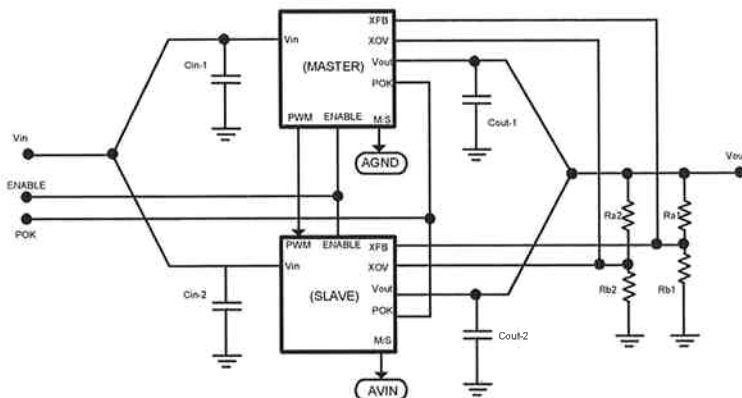 XFB
XOV
Vin
Vout
(MASTER)
POK
Cin-1
PWM ENABLE M/S
Cout-1
Vin
AGND
Vou
ENABLE
POK
Ra2 Ra1
PWM ENABLE XFB
Vin XOV
(SLAVE)
Vout
Rb2 Rb1
Cin-2
POK
M/S
Cout-2
AVIN